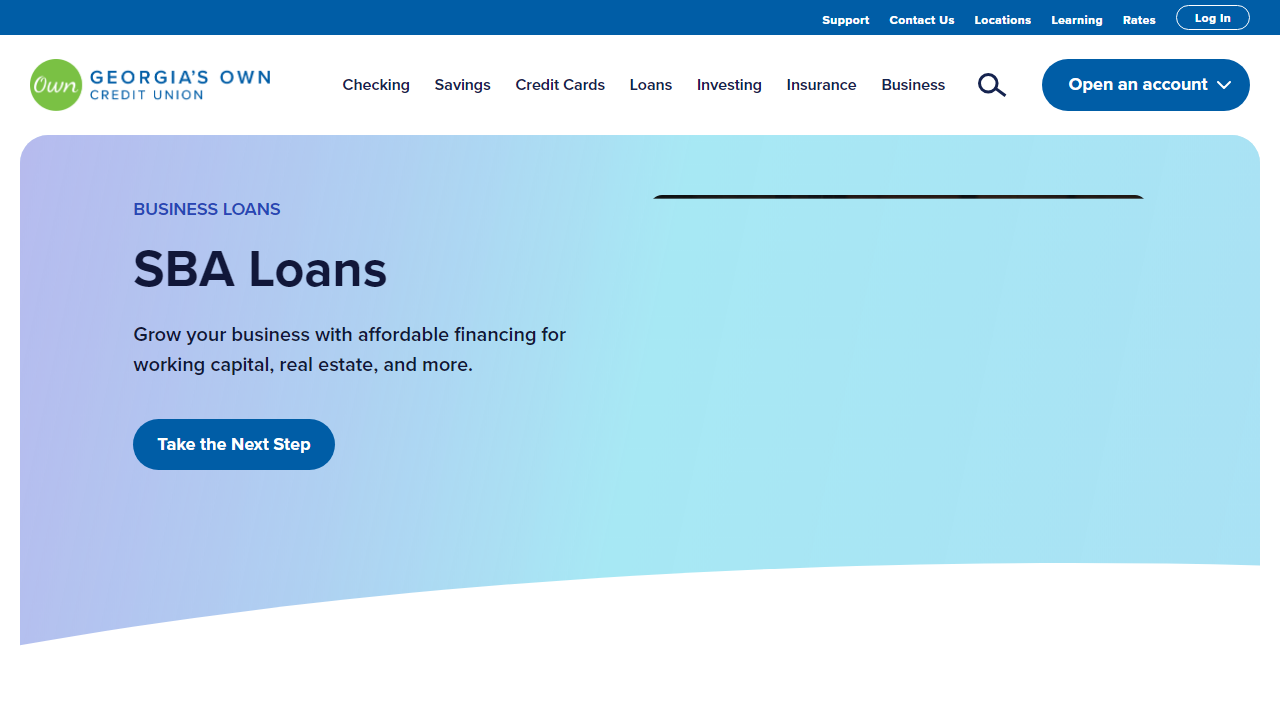 Support Contact Us Locations Learning Rates Log In
Own GEORGIA'S OWN
CREDIT UNION
Checking Savings Credit Cards Loans Investing Insurance Business Open an account
BUSINESS LOANS
SBA Loans
Grow your business with affordable financing for
working capital, real estate, and more.
Take the Next Step